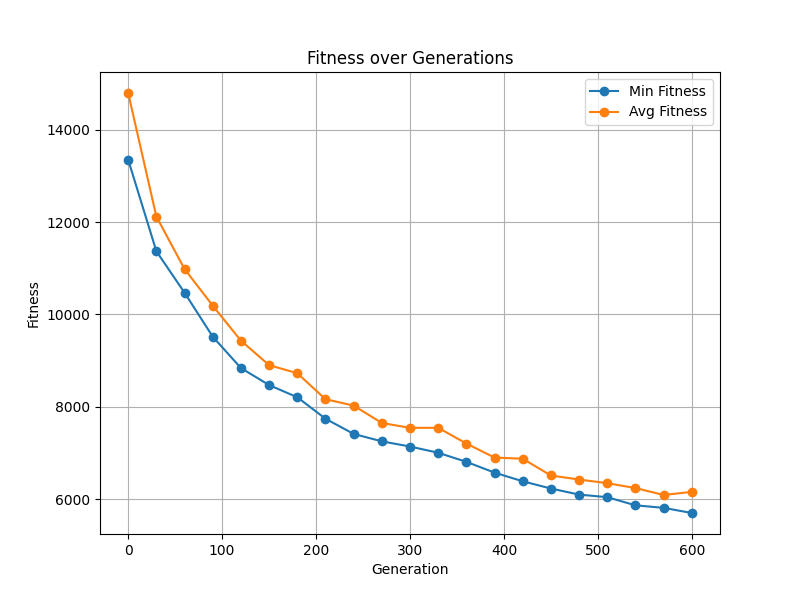 Fitness over Generations
Min Fitness
Avg Fitness
14000
12000
10000
8000
6000
Fitness
0 100 200 300 400 500 600
Generation